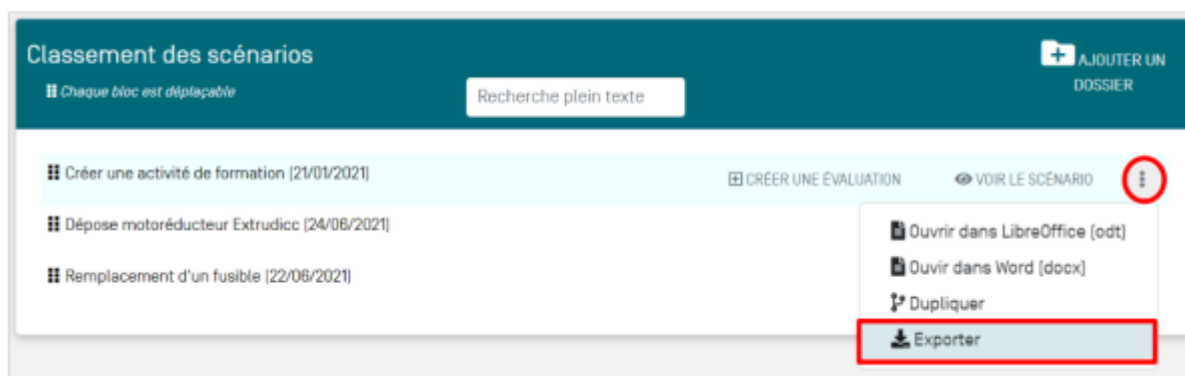 Classement des scénarios
AJOUTER UN
DOSSIER
Chaque bloc est déplaçable
Recherche plein texte
Créer une activité de formation [21/01/2021]
CRÉER UNE ÉVALUATION
VOIR LE SCÉNARIO
Dépose motoréducteur Extrudicc [24/06/2021]
Remplacement d'un fusible [22/06/2021]
Ouvrir dans LibreOffice [odt]
Ouvir dans Word [docx]
Dupliquer
Exporter